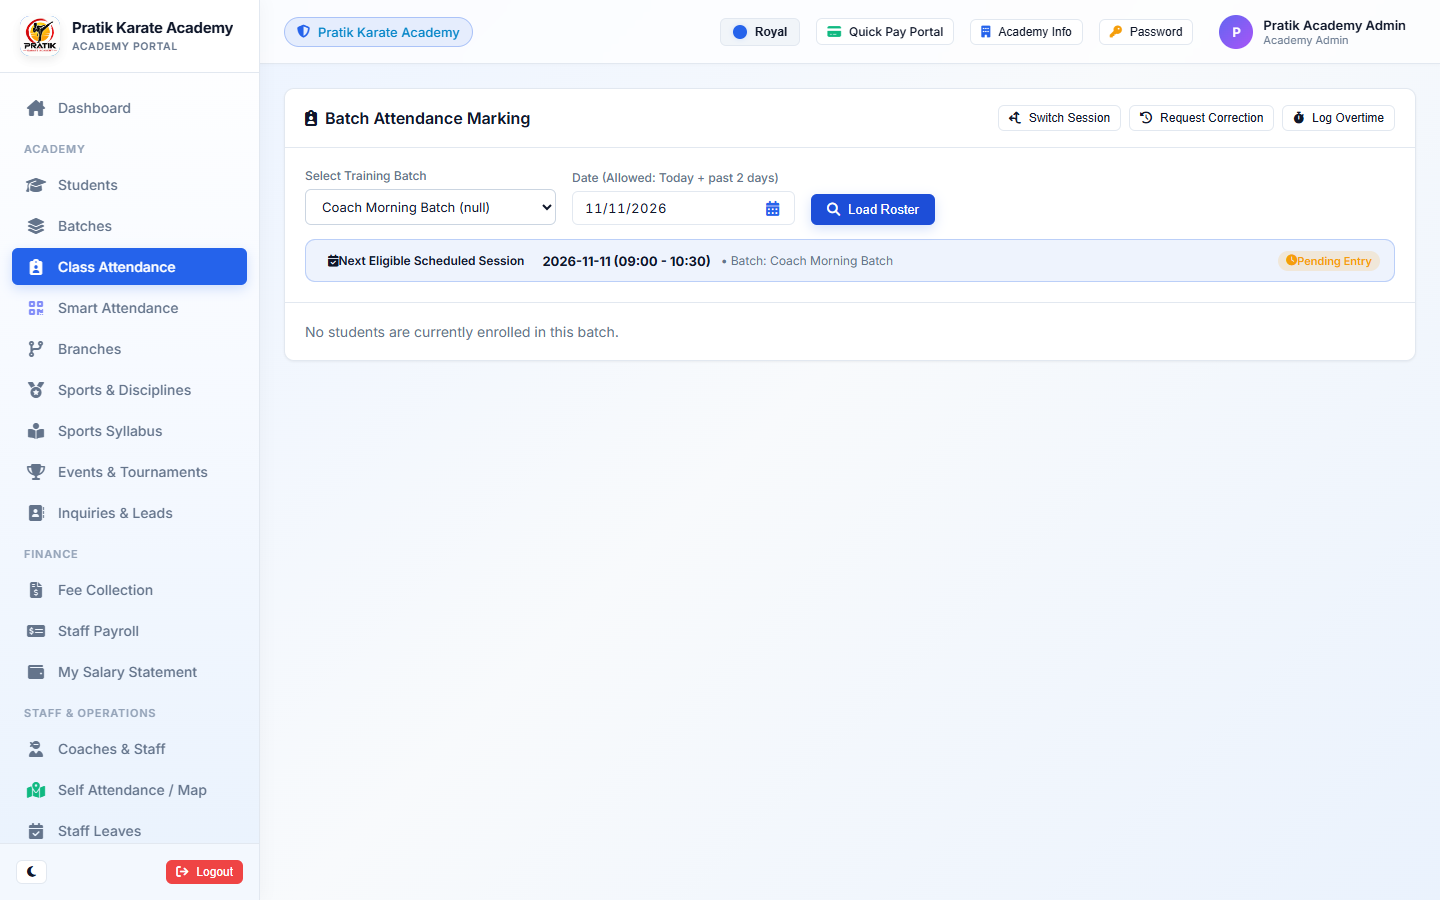 Pratik Karate Academy
ACADEMY PORTAL
PRATIK
Dashboard
ACADEMY
Students
Batches
Class Attendance
Smart Attendance
Branches
Sports & Disciplines
Sports Syllabus
Events & Tournaments
Inquiries & Leads
FINANCE
Fee Collection
Staff Payroll
My Salary Statement
STAFF & OPERATIONS
Coaches & Staff
Self Attendance / Map
Staff Leaves
Logout
Pratik Karate Academy
Royal
Quick Pay Portal
Academy Info
Password
P
Pratik Academy Admin
Academy Admin
Batch Attendance Marking
Switch Session
Request Correction
Log Overtime
Select Training Batch
Date (Allowed: Today + past 2 days)
Coach Morning Batch (null)
11/11/2026
Load Roster
Next Eligible Scheduled Session 2026-11-11 (09:00 - 10:30) • Batch: Coach Morning Batch
Pending Entry
No students are currently enrolled in this batch.